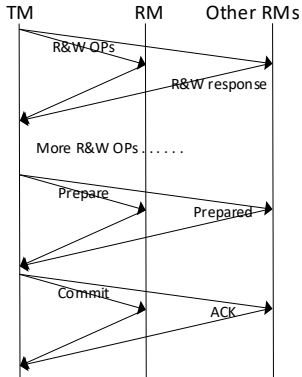 TM RM Other RMs
R&W OPs
R&W response
More R&W OPs . . . . . .
Prepare
Prepared
Commit
ACK